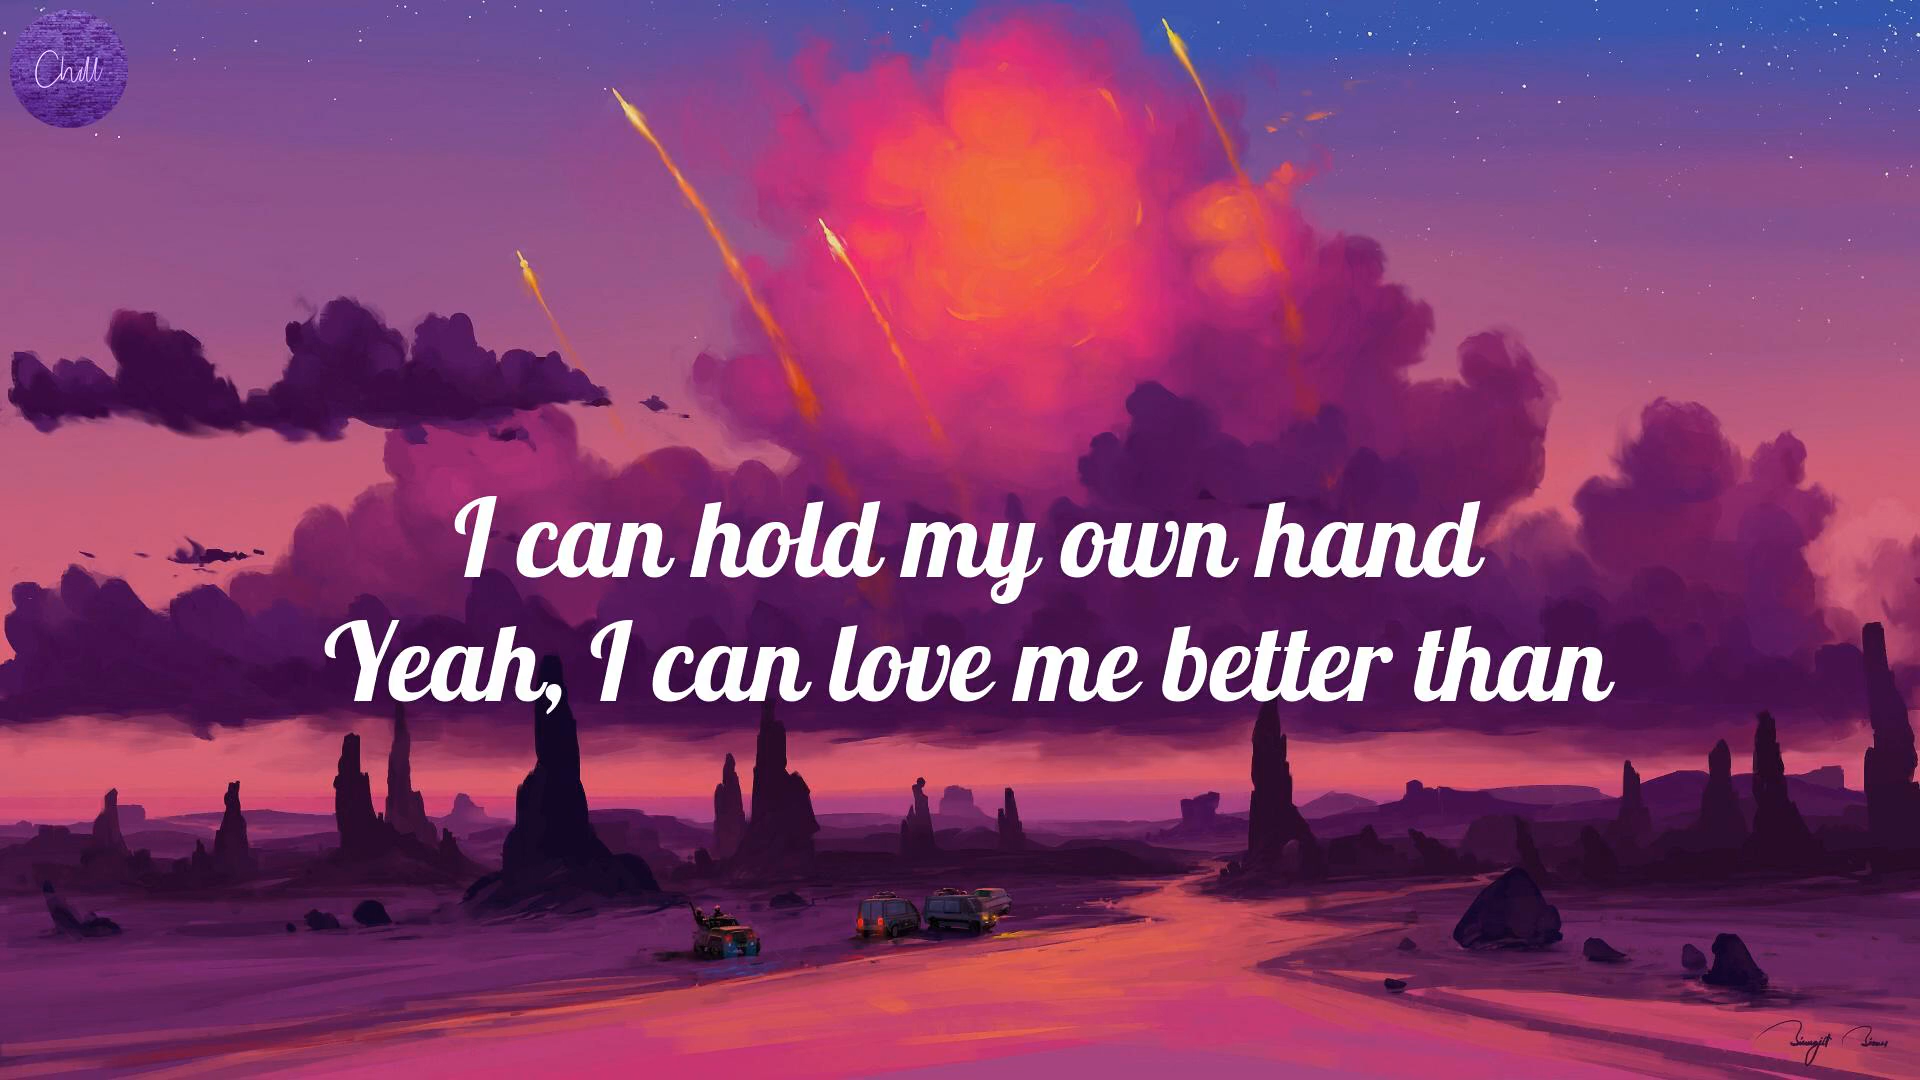 Chill
I can hold my own hand
Yeah, I can love me better than